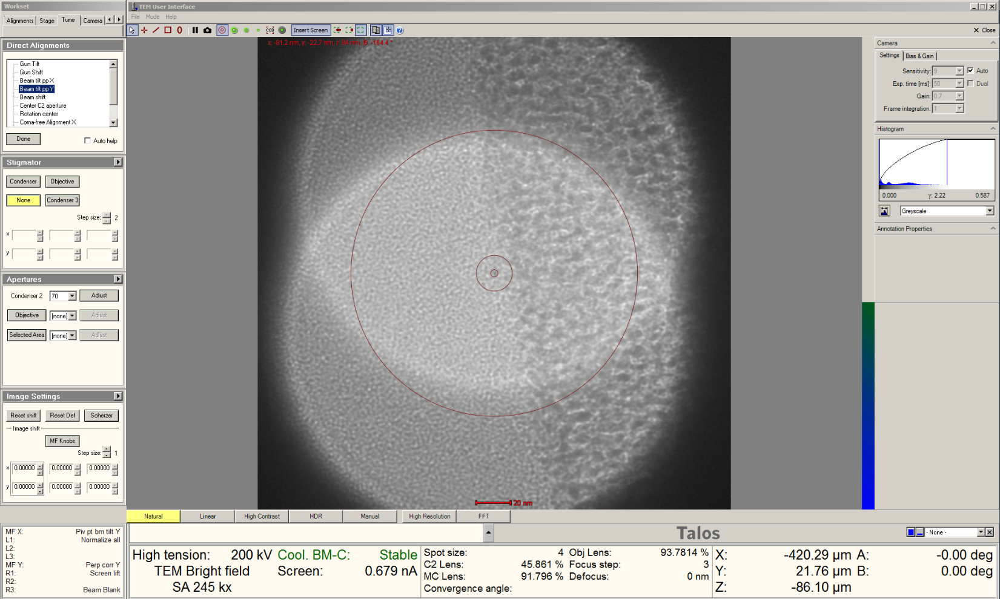 Workset
Alignments Stage Tune Camera
Direct Alignments
Gun Tilt
Gun Shift
Beam tilt pp X
Beam tilt pp Y
Beam shift
Center C2 aperture
Rotation center
Coma-free Alignment X
Done Auto help
Stigmator
Condenser Objective
None Condenser 3
Step size: 2
x
y
Apertures
Condenser 2 70 Adjust
Objective [none] Adjust
Selected Area [none] Adjust
Image Settings
Reset shift Reset Def Scherzer
Image shift
MF Knobs
Step size: 1
x 0.00000 0.00000 0.00000
y 0.00000 0.00000 0.00000
MF X: Piv pt bm tilt Y
L1: Normalize all
L2:
L3:
MF Y: Perp corr Y
R1: Screen lift
R2:
R3: Beam Blank
TEM User Interface
File Mode Help
Insert Screen
Close
x: -81.2 nm, y: -22.7 nm, r: 84 nm, Θ: -164.4 °
20 nm
Camera
Settings Bias & Gain
Sensitivity: 9 Auto
Exp. time [ms]: 50 Dual
Gain: 0.7
Frame integration: 1
Histogram
0.000 γ: 2.22 0.587
Greyscale
Annotation Properties
Natural Linear High Contrast HDR Manual High Resolution FFT
Talos
- None -
High tension: 200 kV Cool. BM-C: Stable
TEM Bright field Screen: 0.679 nA
SA 245 kx
Spot size: 4 Obj Lens: 93.7814 %
C2 Lens: 45.861 % Focus step: 3
MC Lens: 91.796 % Defocus: 0 nm
Convergence angle:
X: -420.29 μm A: -0.00 deg
Y: 21.76 μm B: 0.00 deg
Z: -86.10 μm